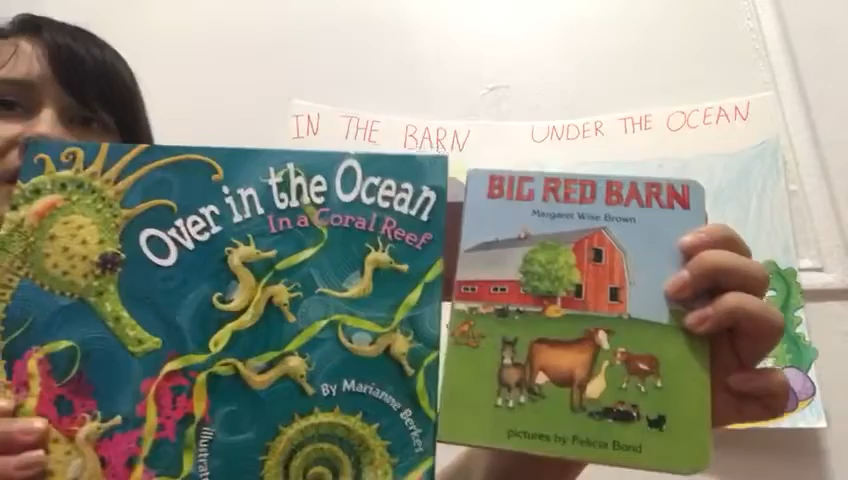 IN THE BARN
UNDER THE OCEAN
Over in the Ocean
In a Coral Reef
By Marianne Berkes
Illustrat
BIG RED BARN
Margaret Wise Brown
pictures by Felicia Bond